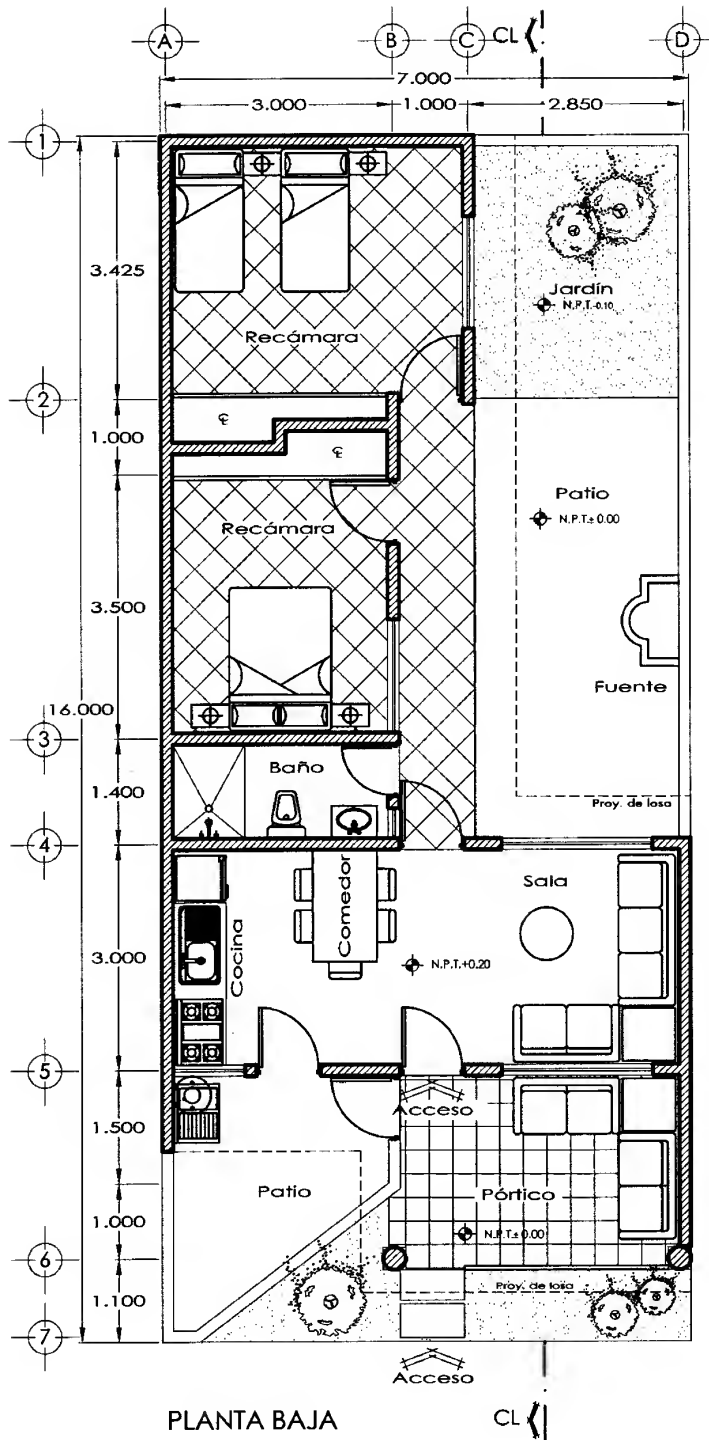 A B C CL D
7.000
3.000 1.000 2.850
1
3.425
Jardín
N.P.T.-0.10
Recámara
2
1.000
Patio
N.P.T.± 0.00
Recámara
3.500
Fuente
16.000
3
Baño
1.400
Proy. de losa
4
Comedor
Sala
3.000
Cocina
N.P.T.+0.20
5
Acceso
1.500
Patio
Pórtico
1.000
N.P.T.± 0.00
6
Proy. de losa
1.100
7
Acceso
PLANTA BAJA
CL